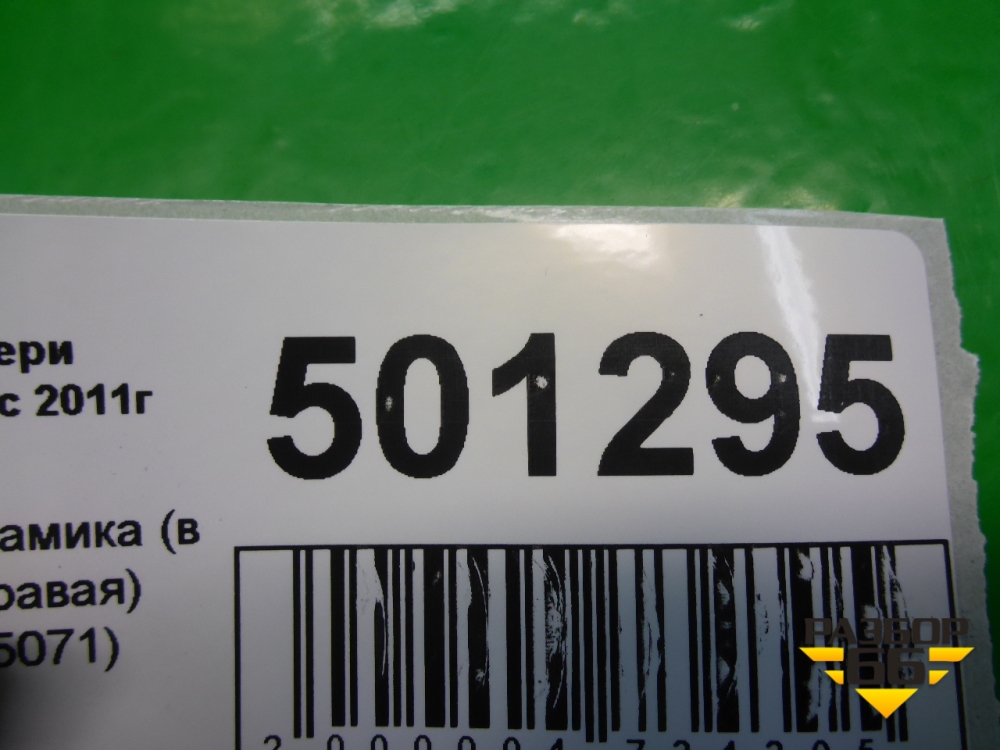 ери
с 2011г
501295
амика (в
равая)
5071)
РАЗБОР
66